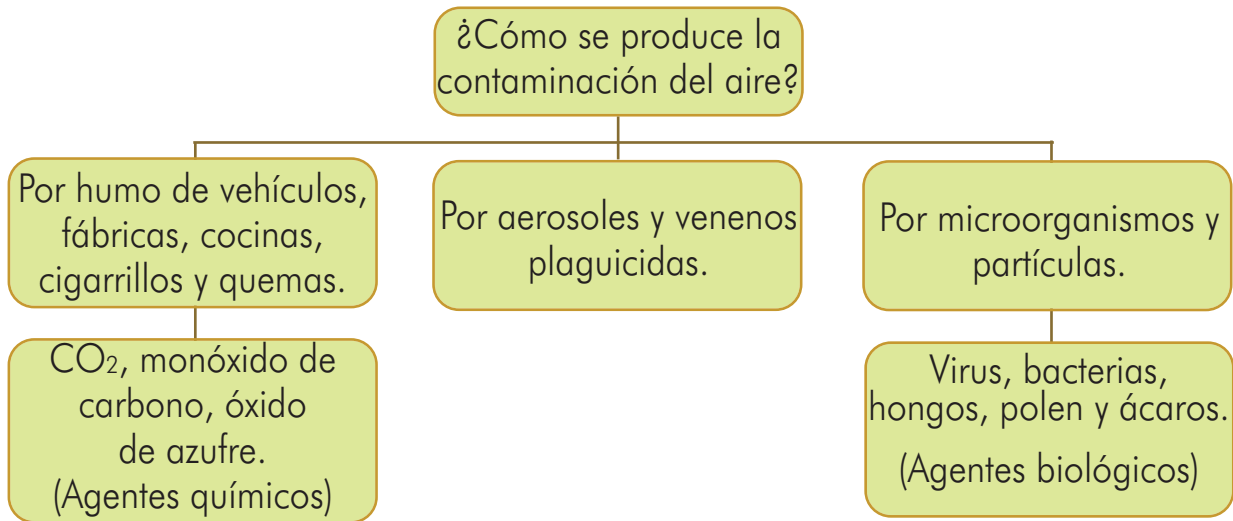 ¿Cómo se produce la
contaminación del aire?
Por humo de vehículos,
fábricas, cocinas,
cigarrillos y quemas.
Por aerosoles y venenos
plaguicidas.
Por microorganismos y
partículas.
CO₂, monóxido de
carbono, óxido
de azufre.
(Agentes químicos)
Virus, bacterias,
hongos, polen y ácaros.
(Agentes biológicos)